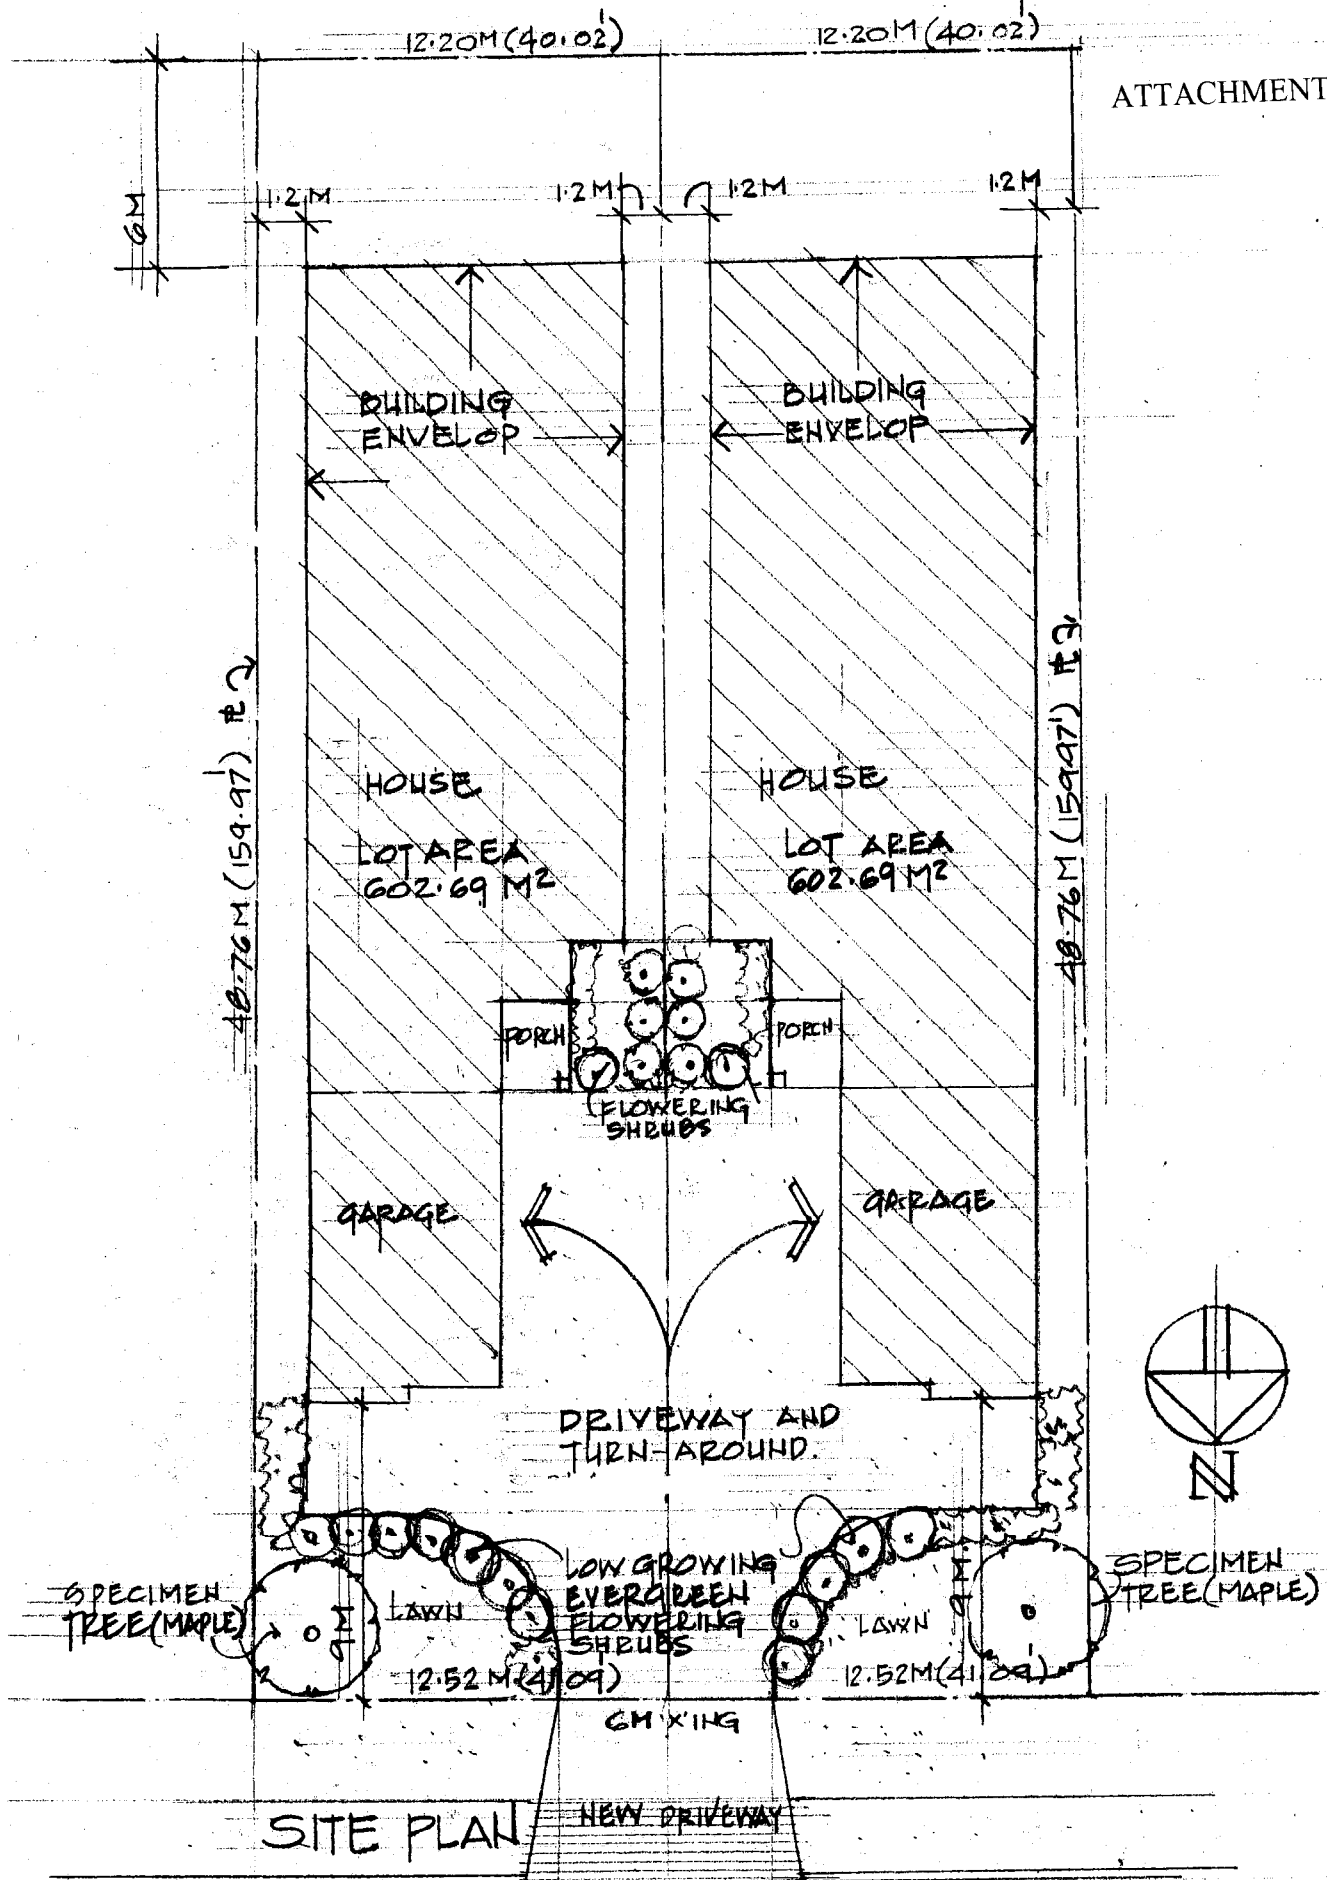 12.20M (40.02')
12.20M (40.02')
ATTACHMENT
6M
1.2M
1.2M
1.2M
1.2M
BUILDING
ENVELOP
BUILDING
ENVELOP
48.76M (159.97') PL
48.76M (159.97') PL
HOUSE
LOT AREA
602.69 M²
HOUSE
LOT AREA
602.69 M²
PORCH
PORCH
FLOWERING
SHRUBS
GARAGE
GARAGE
DRIVEWAY AND
TURN-AROUND.
N
SPECIMEN
TREE (MAPLE)
9M
LAWN
LOW GROWING
EVERGREEN
FLOWERING
SHRUBS
LAWN
9M
SPECIMEN
TREE (MAPLE)
12.52M (41.09')
12.52M (41.09')
6M X'ING
SITE PLAN
NEW DRIVEWAY